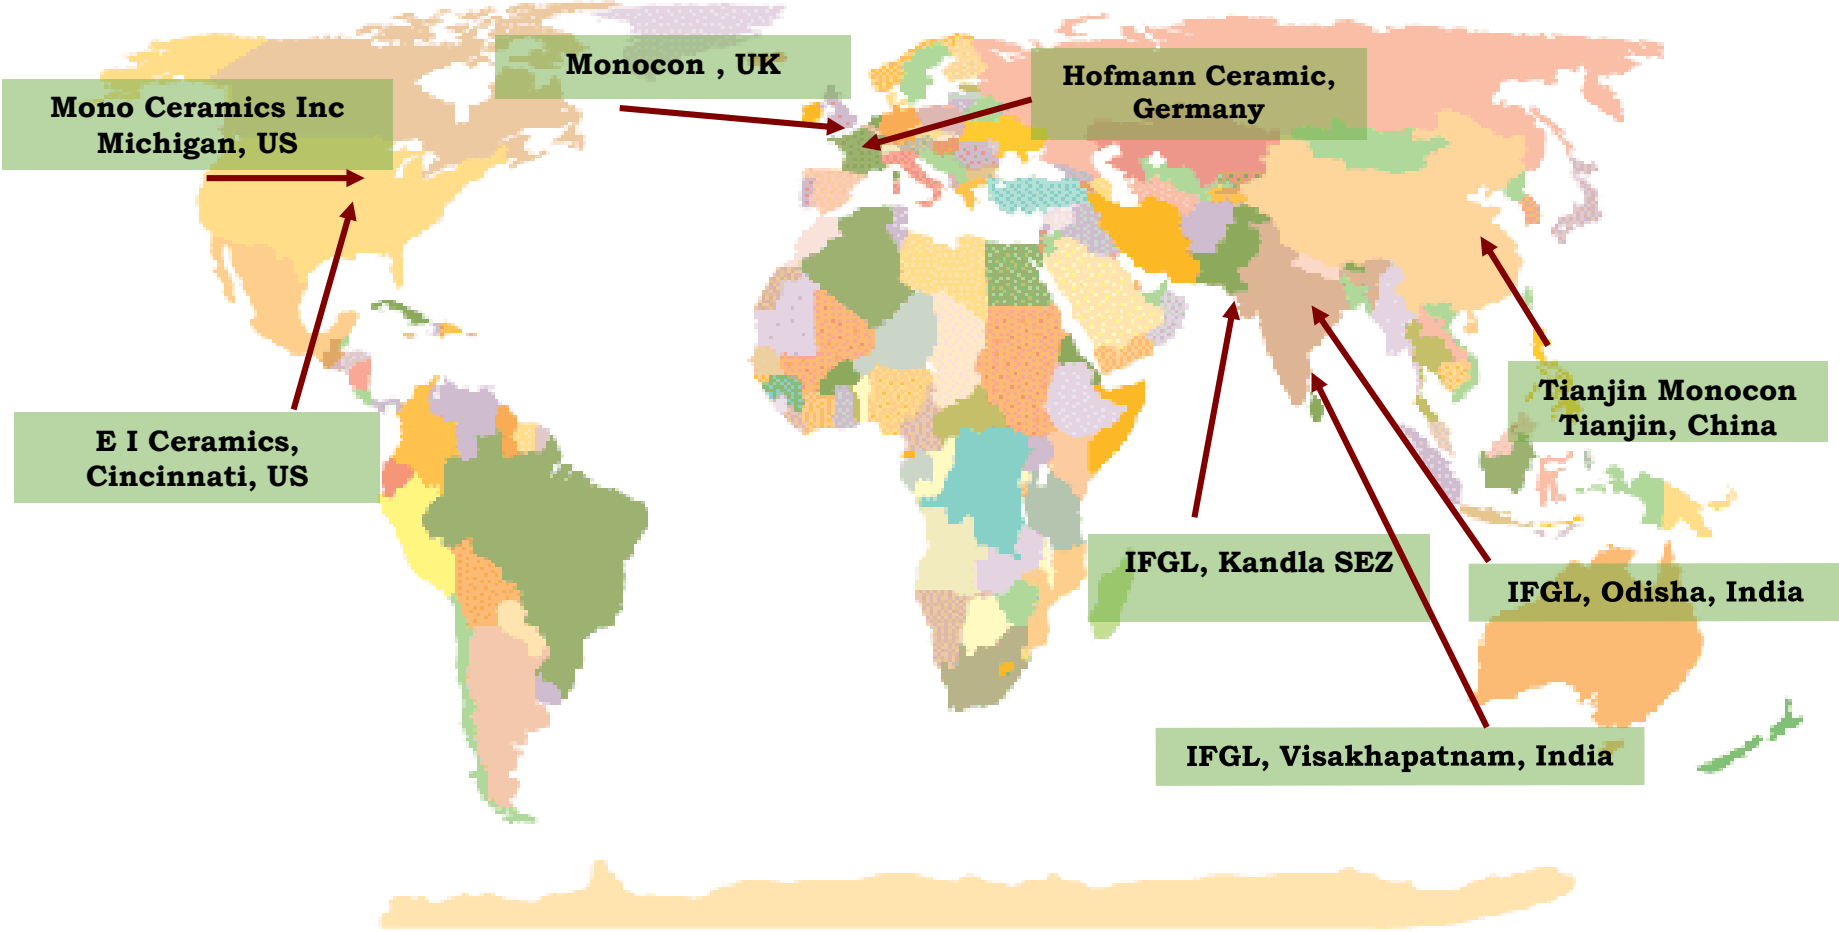 Monocon , UK
Hofmann Ceramic,
Germany
Mono Ceramics Inc
Michigan, US
E I Ceramics,
Cincinnati, US
Tianjin Monocon
Tianjin, China
IFGL, Kandla SEZ
IFGL, Odisha, India
IFGL, Visakhapatnam, India